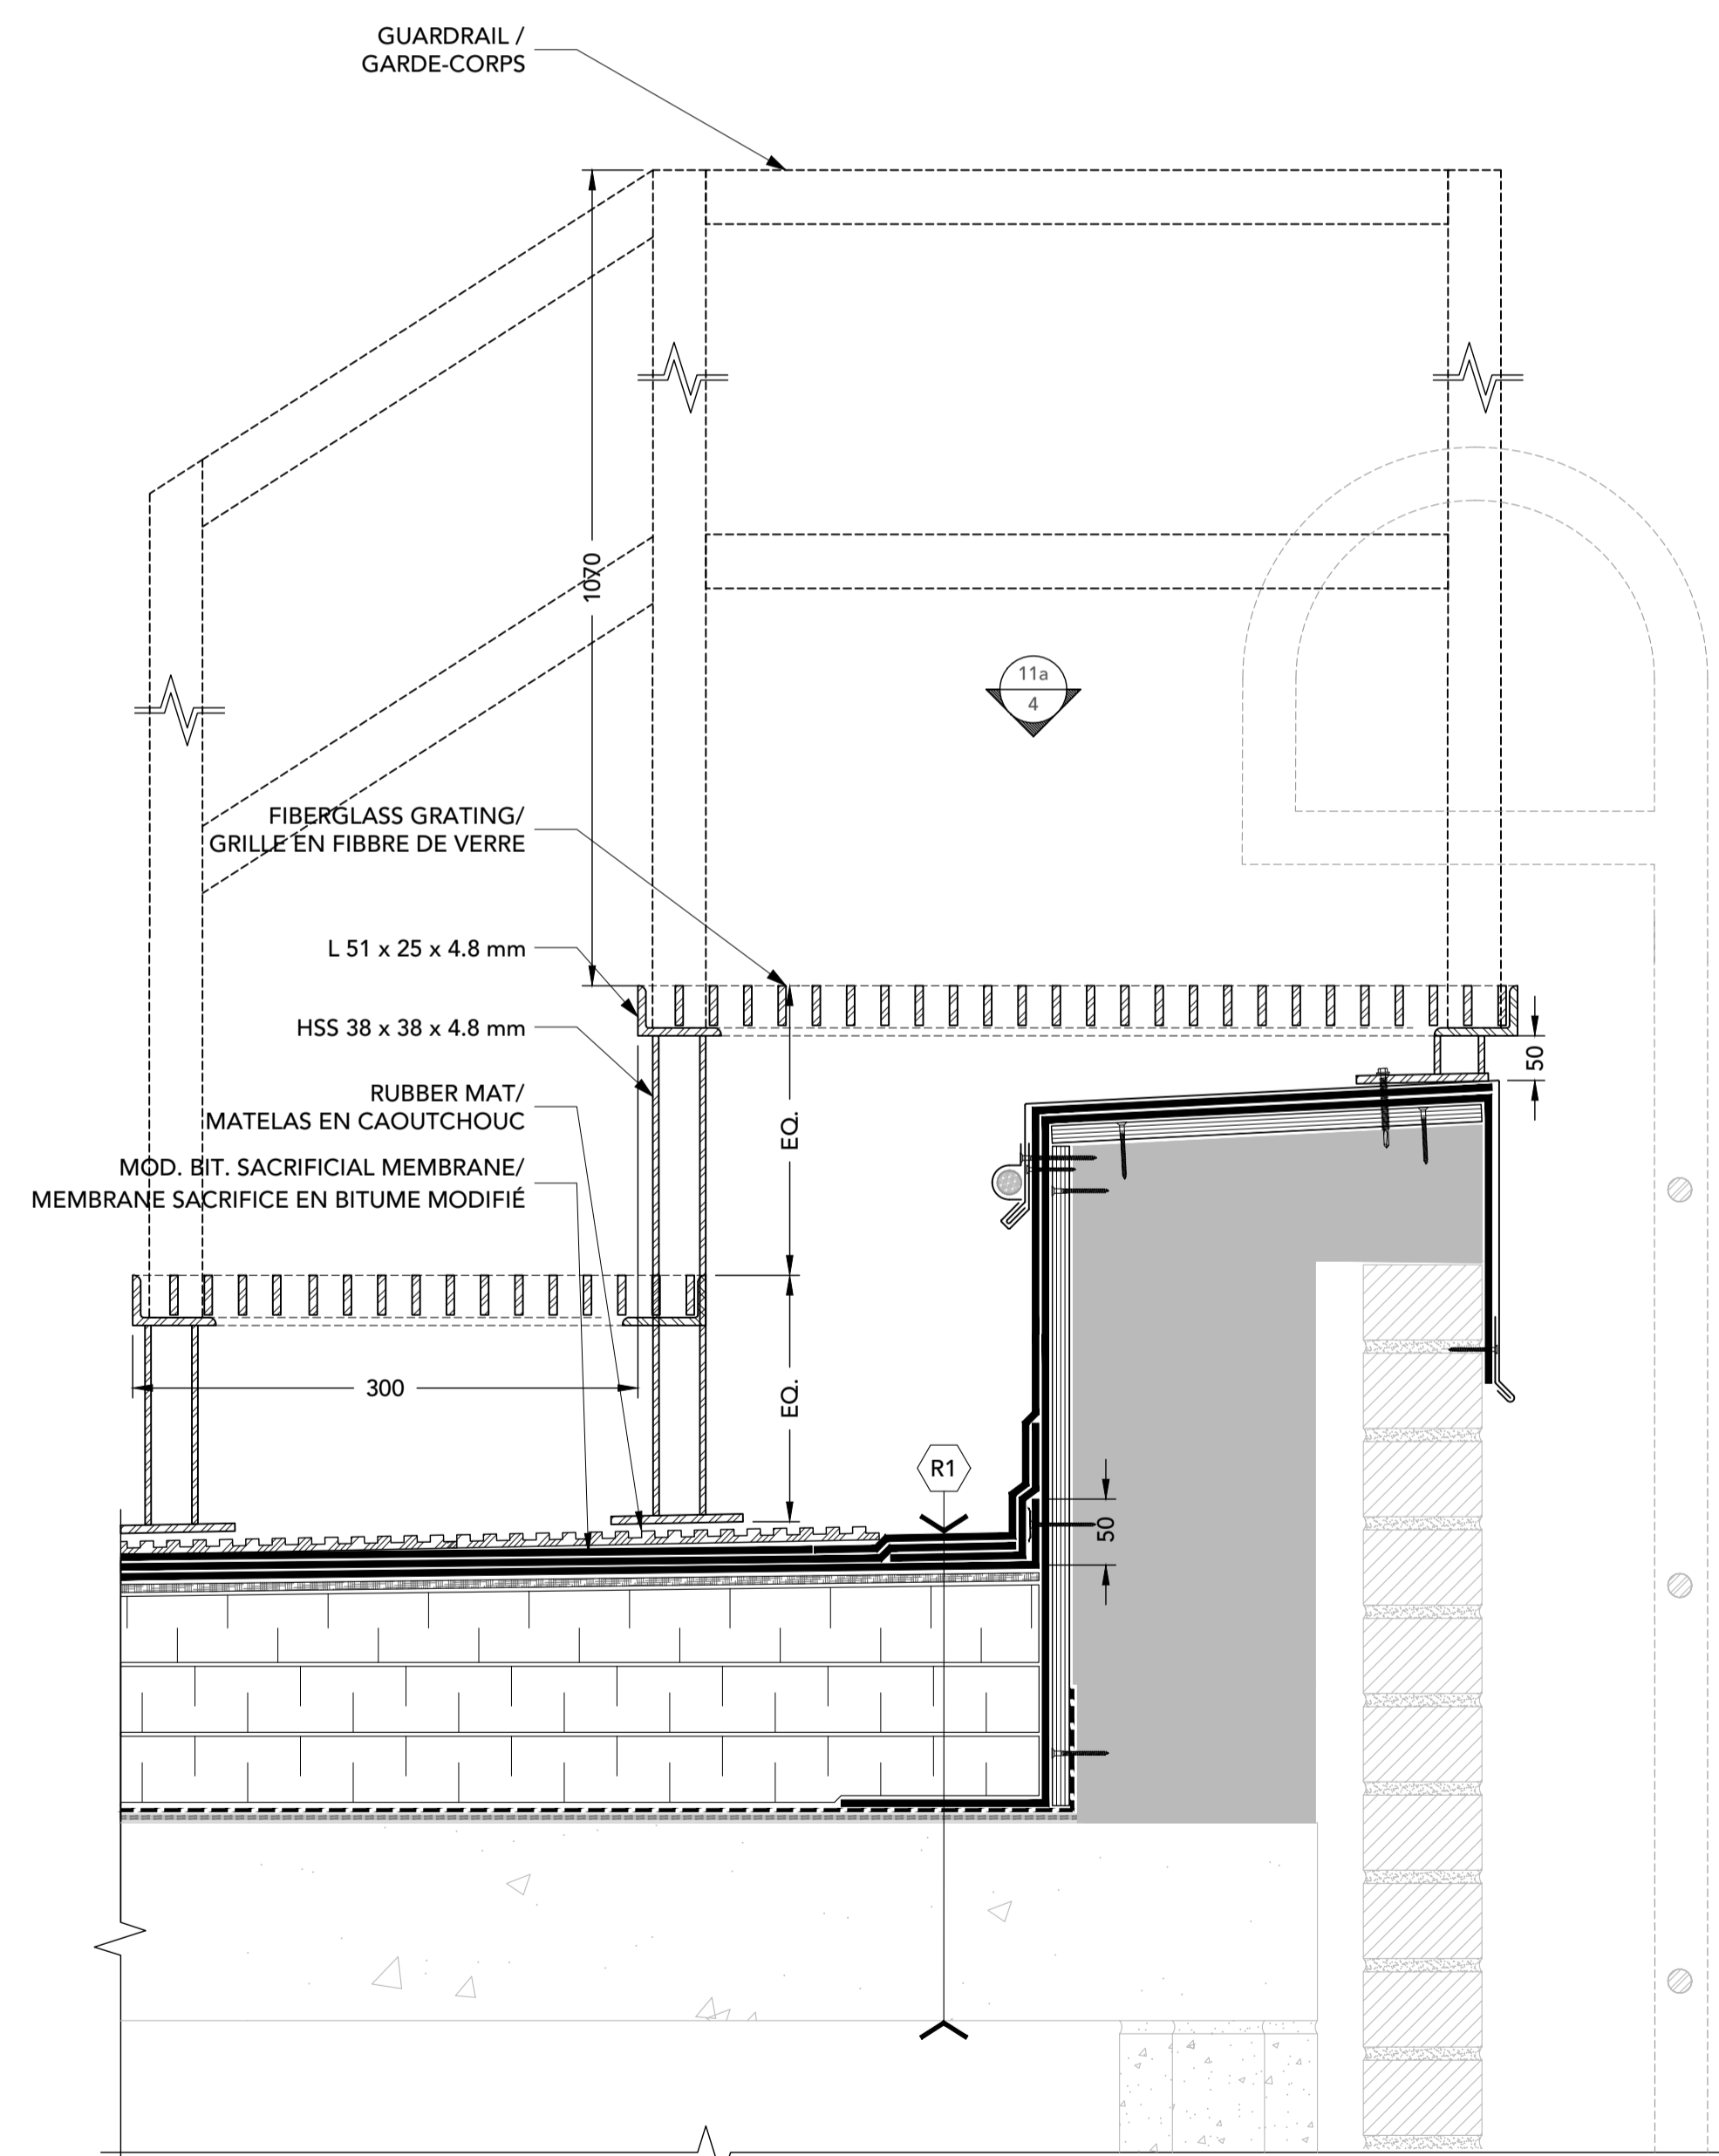 GUARDRAIL /
GARDE-CORPS
1070
11a
4
FIBERGLASS GRATING/
GRILLE EN FIBBRE DE VERRE
L 51 x 25 x 4.8 mm
HSS 38 x 38 x 4.8 mm
50
RUBBER MAT/
MATELAS EN CAOUTCHOUC
EQ.
MOD. BIT. SACRIFICIAL MEMBRANE/
MEMBRANE SACRIFICE EN BITUME MODIFIÉ
300
EQ.
R1
50